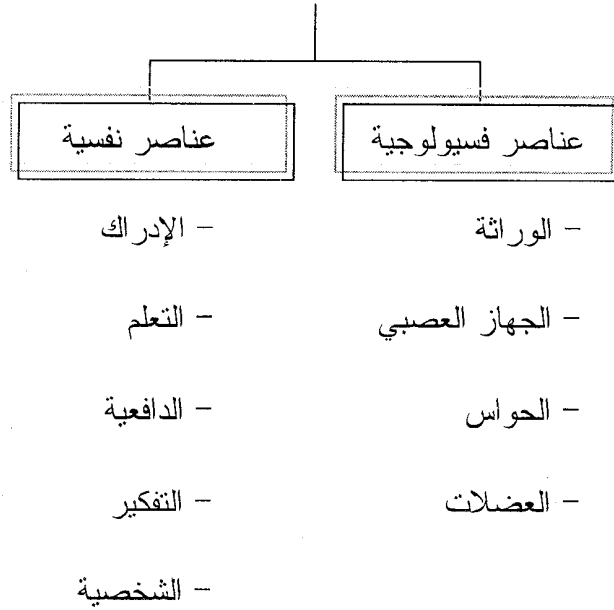 عناصر فسيولوجية
- الوراثة
- الجهاز العصبي
- الحواس
- العضلات
عناصر نفسية
- الإدراك
- التعلم
- الدافعية
- التفكير
- الشخصية